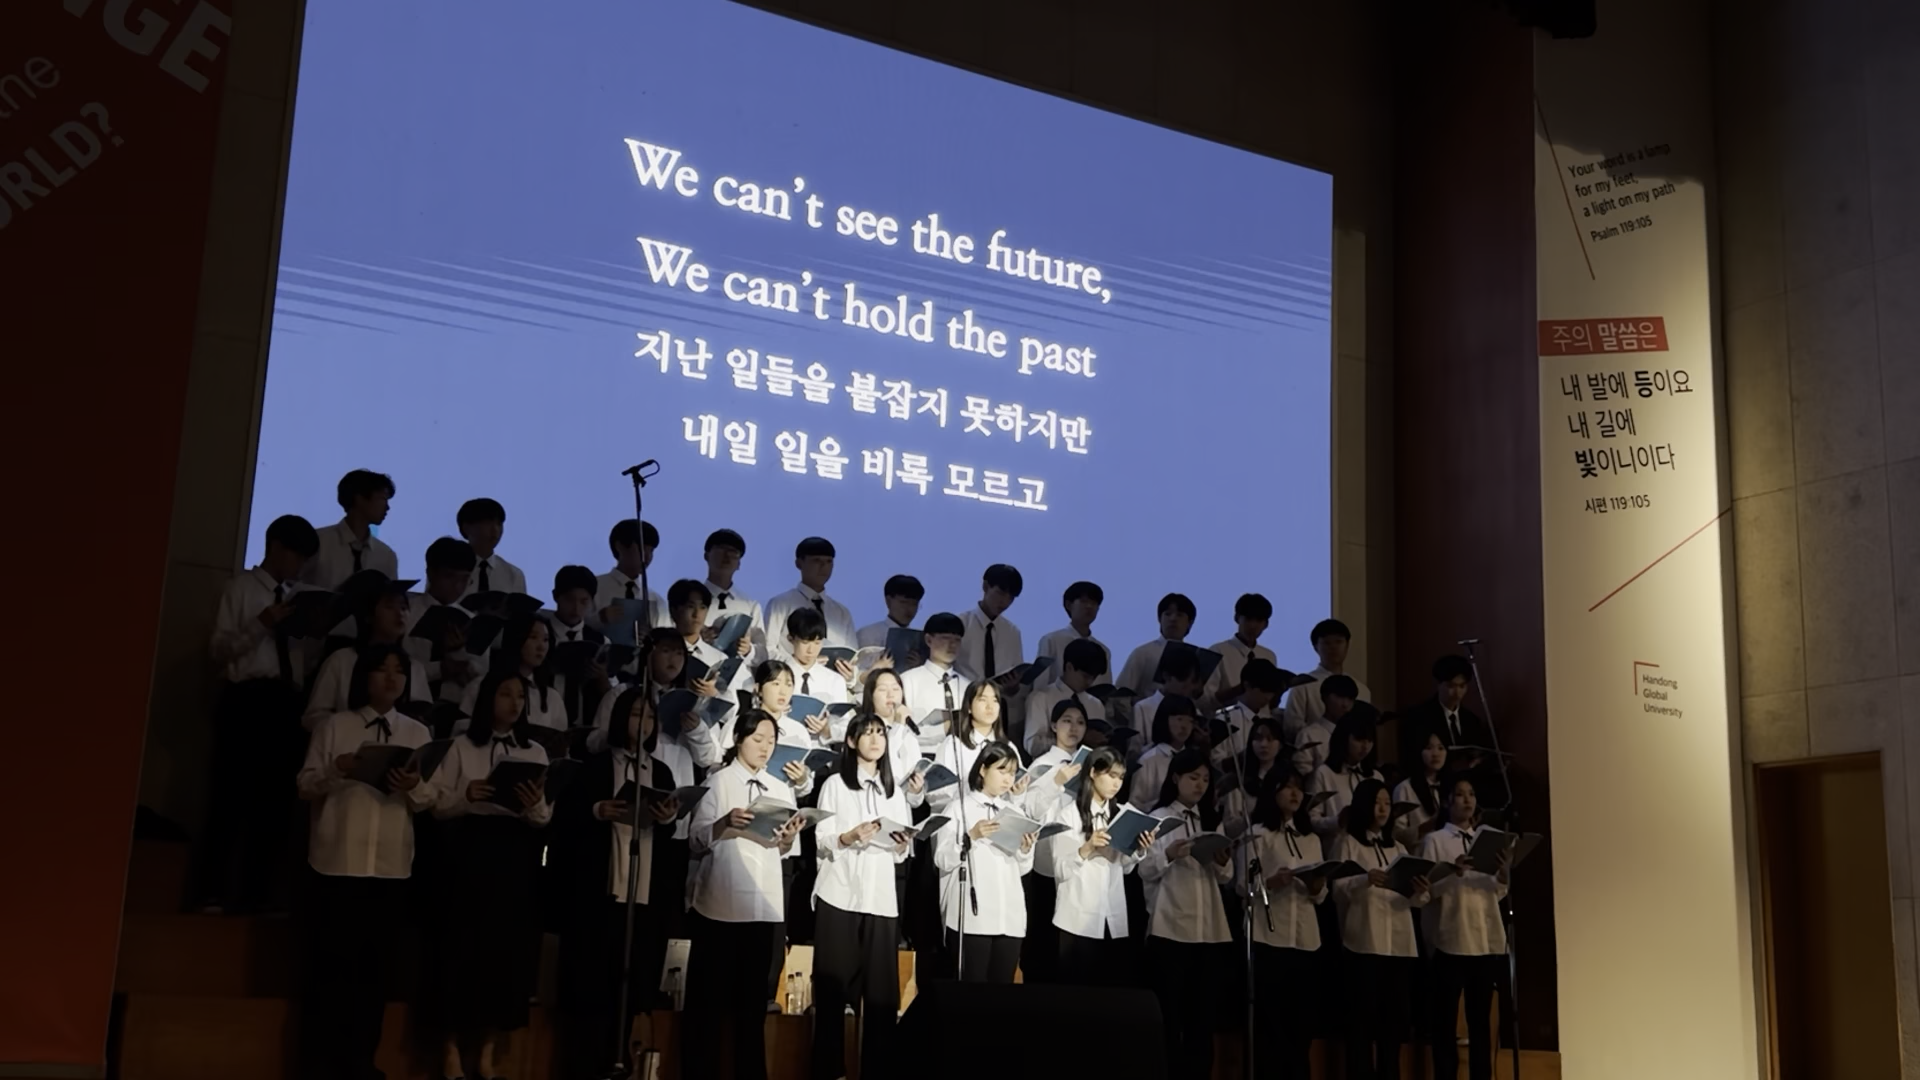 NGE
the
ORLD?
We can't see the future,
We can't hold the past
지난 일들을 붙잡지 못하지만
내일 일을 비록 모르고
Your word is a lamp
for my feet,
a light on my path
Psalm 119:105
주의 말씀은
내 발에 등이요
내 길에
빛이니이다
시편 119:105
Handong
Global
University